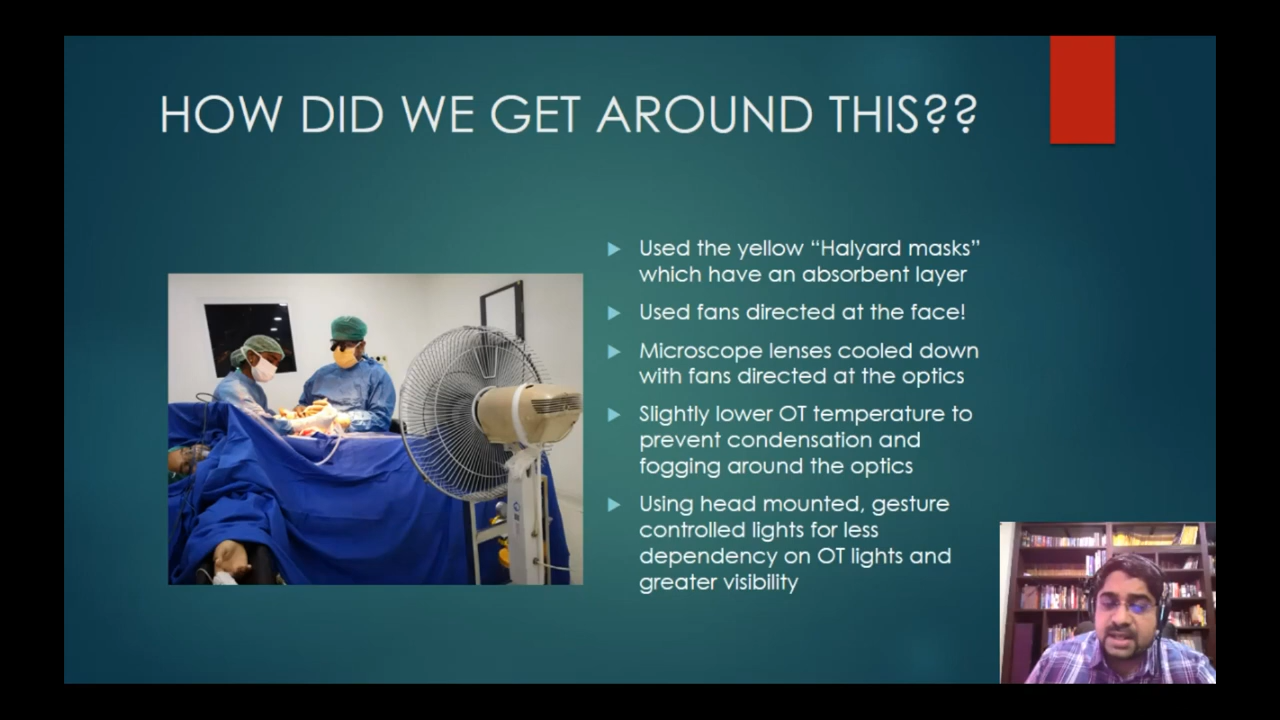 HOW DID WE GET AROUND THIS??
Used the yellow “Halyard masks”
which have an absorbent layer
Used fans directed at the face!
Microscope lenses cooled down
with fans directed at the optics
Slightly lower OT temperature to
prevent condensation and
fogging around the optics
Using head mounted, gesture
controlled lights for less
dependency on OT lights and
greater visibility